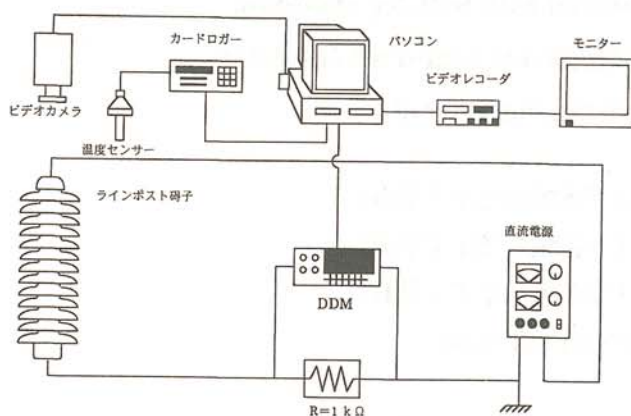 カードロガー
パソコン
モニター
ビデオカメラ
ビデオレコーダ
温度センサー
ラインポスト碍子
直流電源
DDM
R=1kΩ